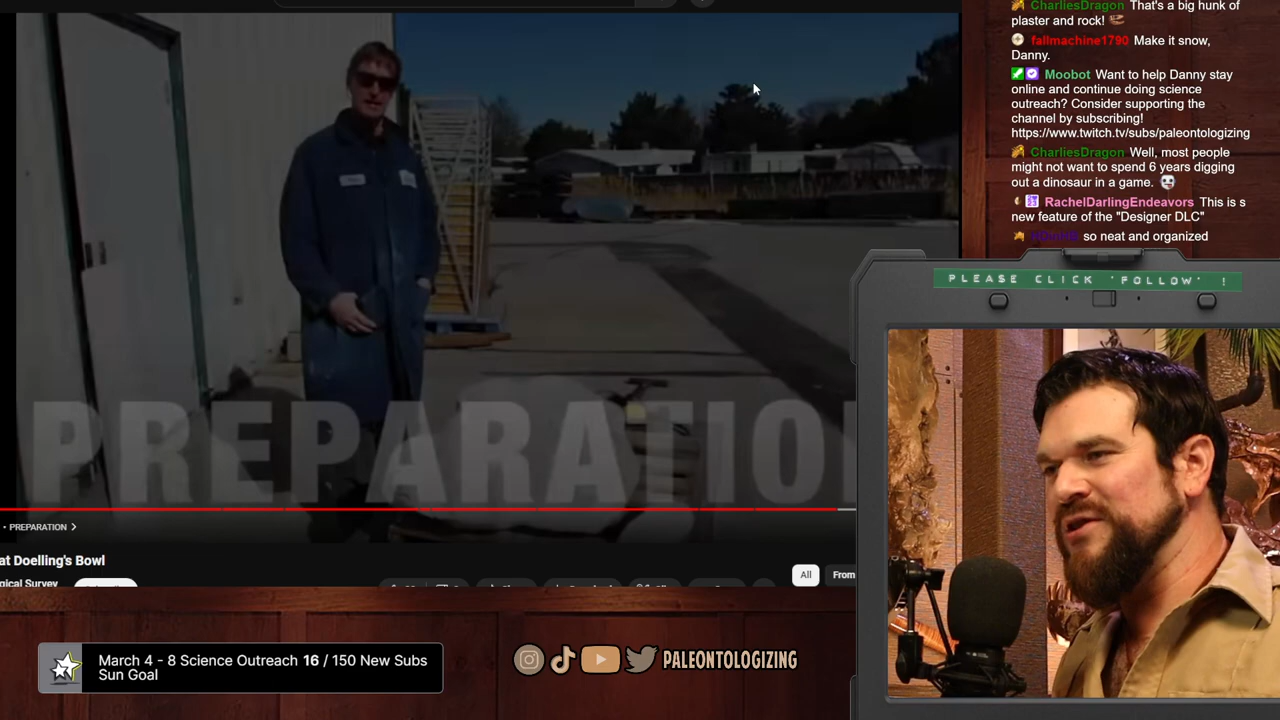 CharliesDragon That's a big hunk of
plaster and rock!
fallmachine1790 Make it snow,
Danny.
Moobot Want to help Danny stay
online and continue doing science
outreach? Consider supporting the
channel by subscribing!
https://www.twitch.tv/subs/paleontologizing
CharliesDragon Well, most people
might not want to spend 6 years digging
out a dinosaur in a game.
RachelDarlingEndeavors This is s
new feature of the "Designer DLC"
so neat and organized
PLEASE CLICK 'FOLLOW' !
PREPARATIO
• PREPARATION >
at Doelling's Bowl
gical Survey
All
From
March 4 - 8 Science Outreach 16 / 150 New Subs
Sun Goal
PALEONTOLOGIZING